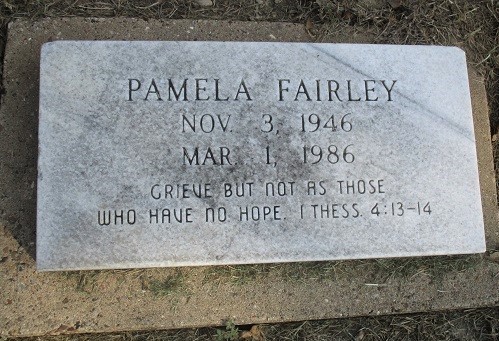 PAMELA FAIRLEY
NOV. 3, 1946
MAR. 1, 1986
GRIEVE BUT NOT AS THOSE
WHO HAVE NO HOPE. I THESS. 4:13-14